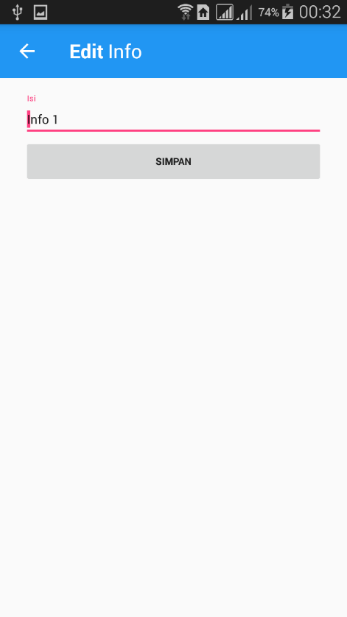 74% 00:32
Edit Info
Isi
Info 1
SIMPAN